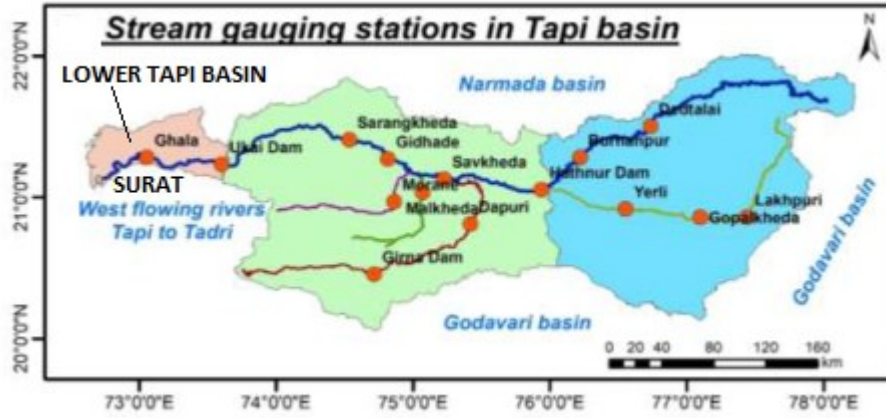 Stream gauging stations in Tapi basin
N
22°0'0"N
21°0'0"N
20°0'0"N
LOWER TAPI BASIN
Narmada basin
Dedtalai
Ghala
Sarangkheda
Burhanpur
Ukai Dam
Gidhade
Savkheda
Hathnur Dam
SURAT
Morane
Yerli
Lakhpuri
West flowing rivers
Tapi to Tadri
Malkheda
Dapuri
Gopalkheda
Girna Dam
Godavari basin
Godavari basin
0 20 40 80 120 160
km
73°0'0"E 74°0'0"E 75°0'0"E 76°0'0"E 77°0'0"E 78°0'0"E